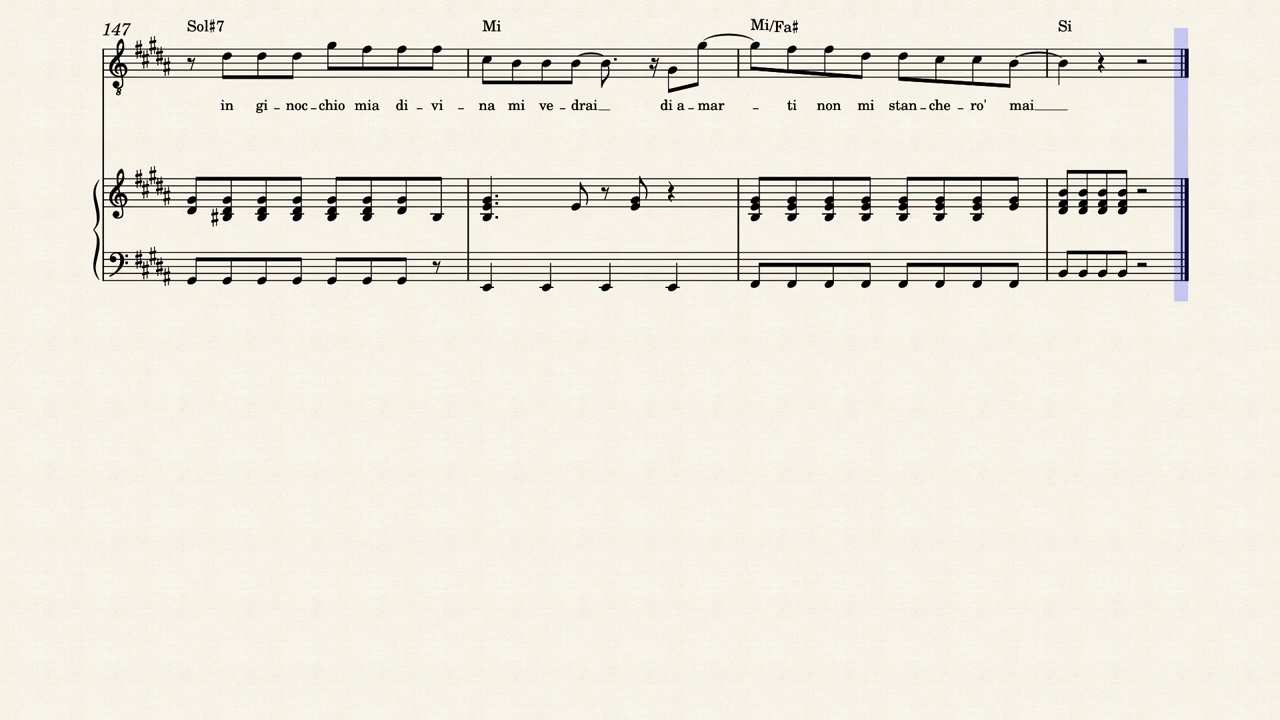 147 Sol#7 Mi Mi/Fa# Si
in gi - noc - chio mia di - vi - na mi ve - drai di a - mar - ti non mi stan - che - ro' mai